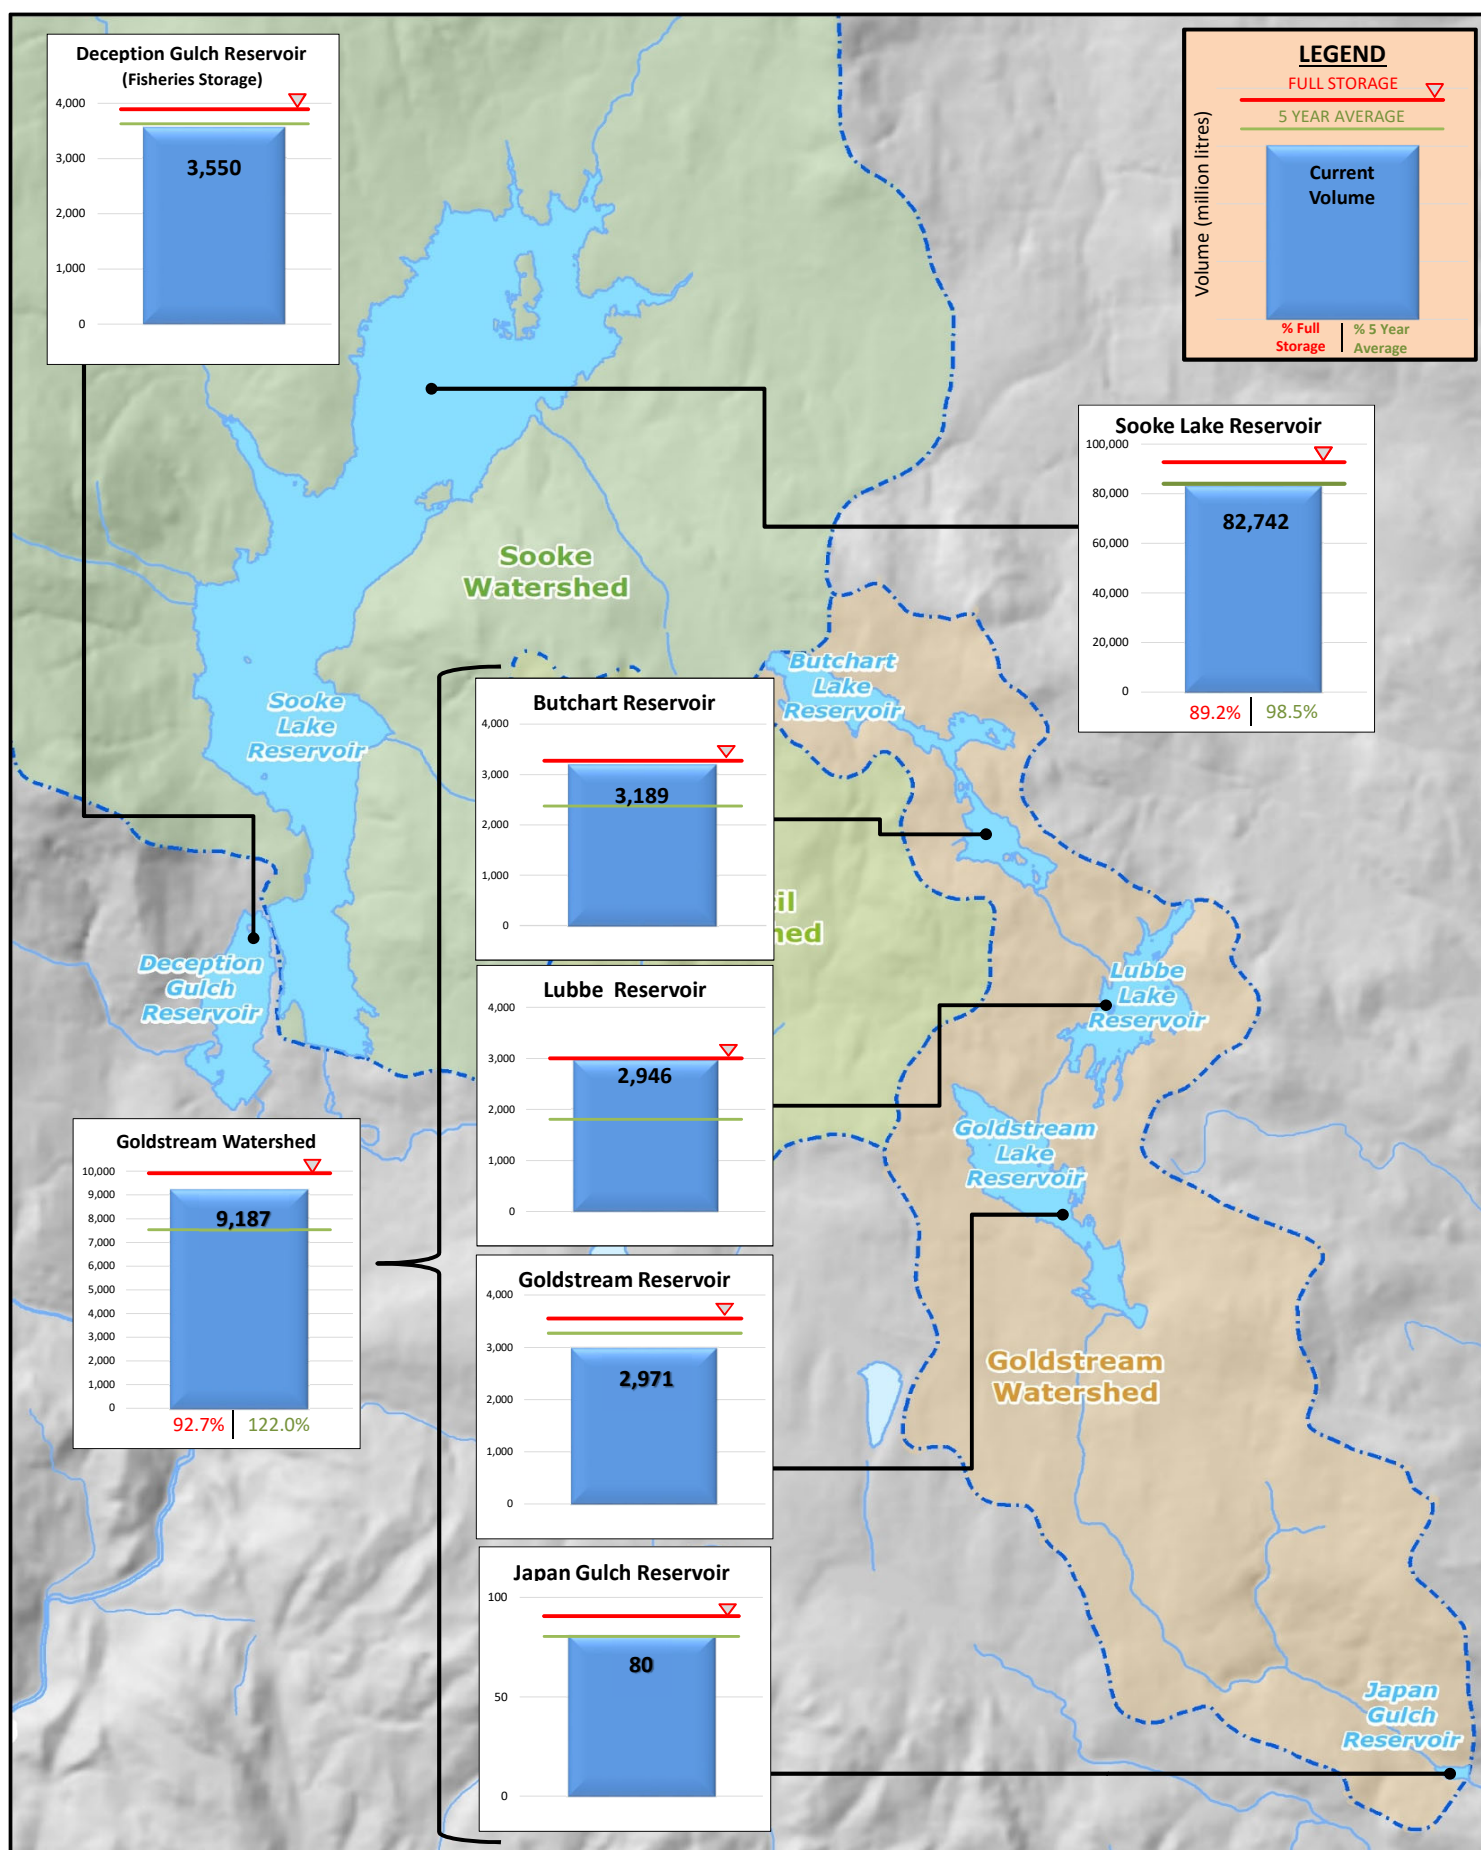 Deception Gulch Reservoir
(Fisheries Storage)
4,000
3,000
2,000
1,000
0
3,550
LEGEND
FULL STORAGE
5 YEAR AVERAGE
Volume (million litres)
Current
Volume
% Full
Storage
% 5 Year
Average
Sooke Lake Reservoir
100,000
80,000
60,000
40,000
20,000
0
82,742
89.2%
98.5%
Sooke
Watershed
Sooke
Lake
Reservoir
Butchart
Lake
Reservoir
Butchart Reservoir
4,000
3,000
2,000
1,000
0
3,189
il
hed
Deception
Gulch
Reservoir
Lubbe Reservoir
4,000
3,000
2,000
1,000
0
2,946
Lubbe
Lake
Reservoir
Goldstream Watershed
10,000
9,000
8,000
7,000
6,000
5,000
4,000
3,000
2,000
1,000
0
9,187
92.7%
122.0%
Goldstream
Lake
Reservoir
Goldstream Reservoir
4,000
3,000
2,000
1,000
0
2,971
Goldstream
Watershed
Japan Gulch Reservoir
100
50
0
80
Japan
Gulch
Reservoir